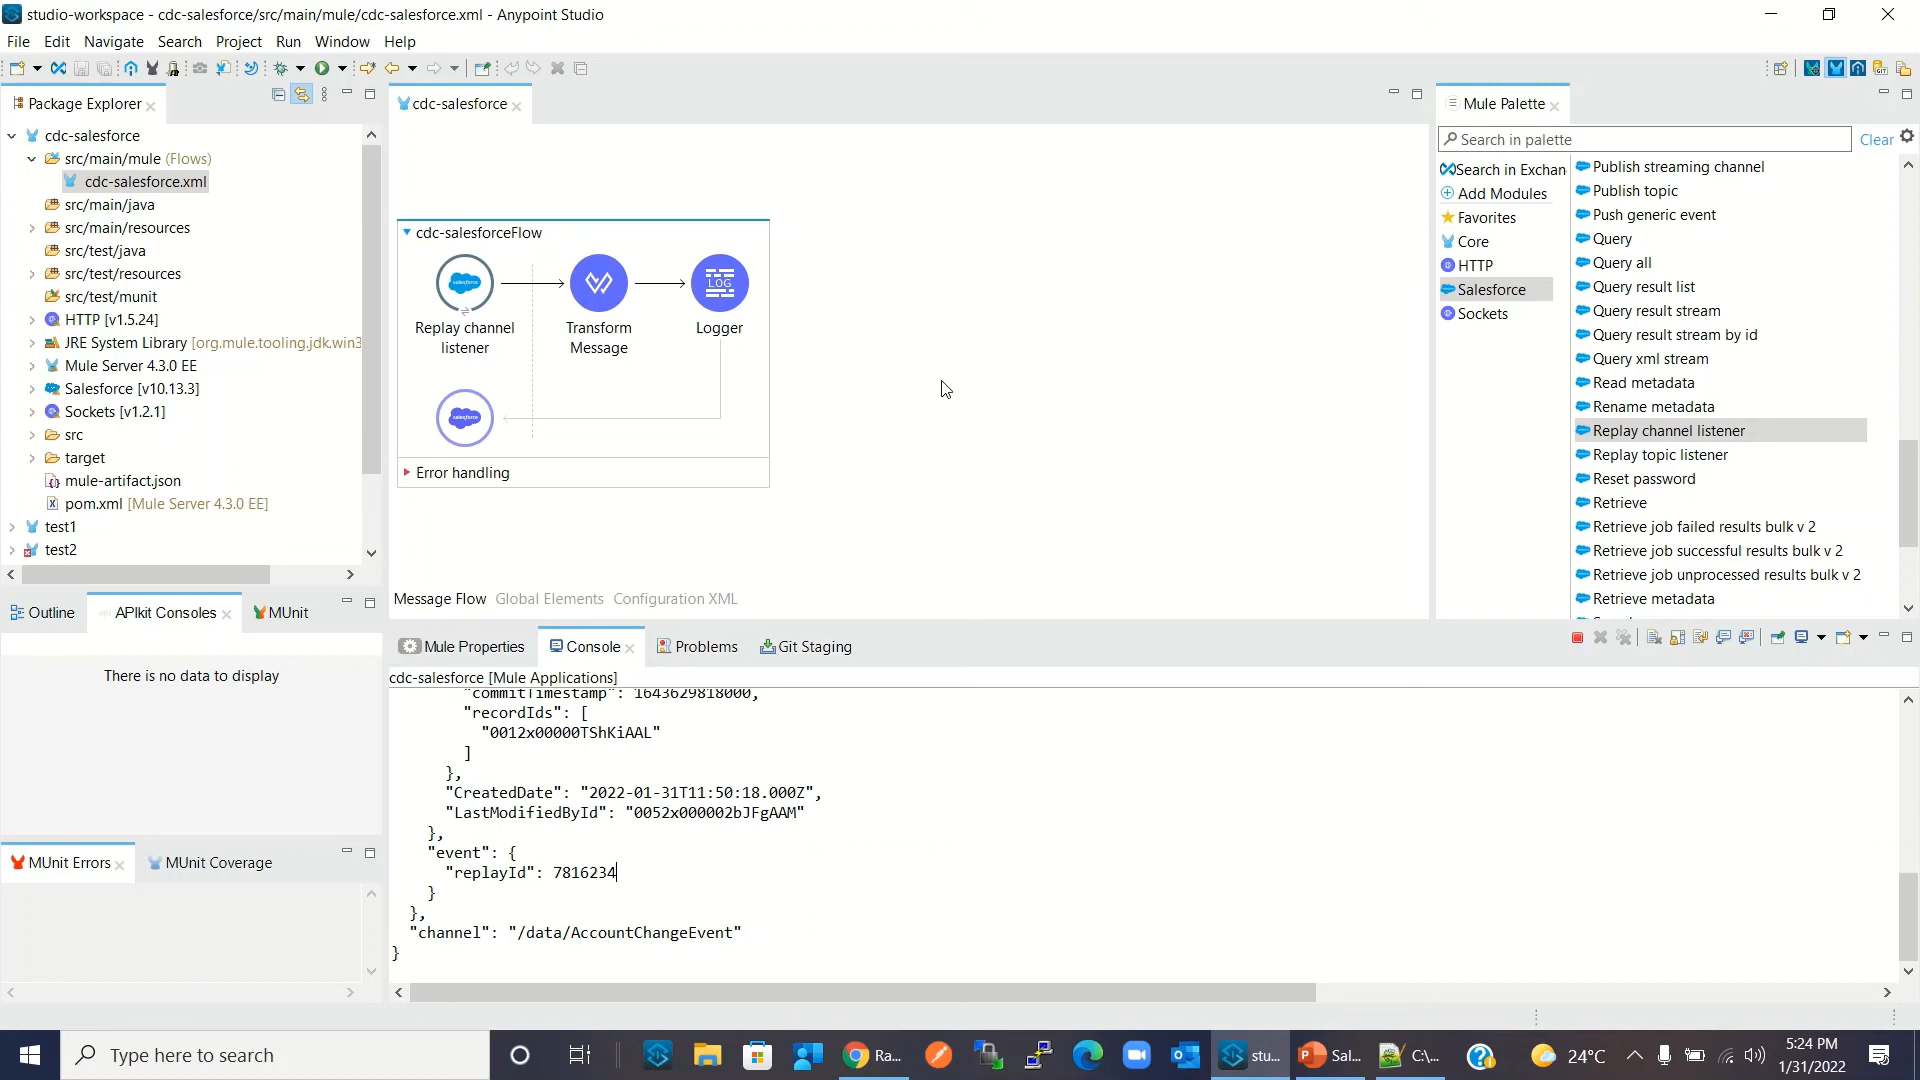 studio-workspace - cdc-salesforce/src/main/mule/cdc-salesforce.xml - Anypoint Studio
File Edit Navigate Search Project Run Window Help
Package Explorer
cdc-salesforce
src/main/mule (Flows)
cdc-salesforce.xml
src/main/java
src/main/resources
src/test/java
src/test/resources
src/test/munit
HTTP [v1.5.24]
JRE System Library [org.mule.tooling.jdk.win3
Mule Server 4.3.0 EE
Salesforce [v10.13.3]
Sockets [v1.2.1]
src
target
mule-artifact.json
pom.xml [Mule Server 4.3.0 EE]
test1
test2
Outline APIkit Consoles MUnit
There is no data to display
MUnit Errors MUnit Coverage
cdc-salesforce
cdc-salesforceFlow
salesforce
LOG
Replay channel listener
Transform Message
Logger
salesforce
Error handling
Message Flow Global Elements Configuration XML
Mule Palette
Search in palette
Clear
Search in Exchan
Add Modules
Favorites
Core
HTTP
Salesforce
Sockets
Publish streaming channel
Publish topic
Push generic event
Query
Query all
Query result list
Query result stream
Query result stream by id
Query xml stream
Read metadata
Rename metadata
Replay channel listener
Replay topic listener
Reset password
Retrieve
Retrieve job failed results bulk v 2
Retrieve job successful results bulk v 2
Retrieve job unprocessed results bulk v 2
Retrieve metadata
Mule Properties Console Problems Git Staging
cdc-salesforce [Mule Applications]
"commitTimestamp": 1643629818000,
"recordIds": [
"0012x00000TShKiAAL"
]
},
"CreatedDate": "2022-01-31T11:50:18.000Z",
"LastModifiedById": "0052x000002bJFgAAM"
},
"event": {
"replayId": 7816234
}
},
"channel": "/data/AccountChangeEvent"
}
Type here to search
Ra...
stu...
Sal...
C:\...
24°C
5:24 PM
1/31/2022